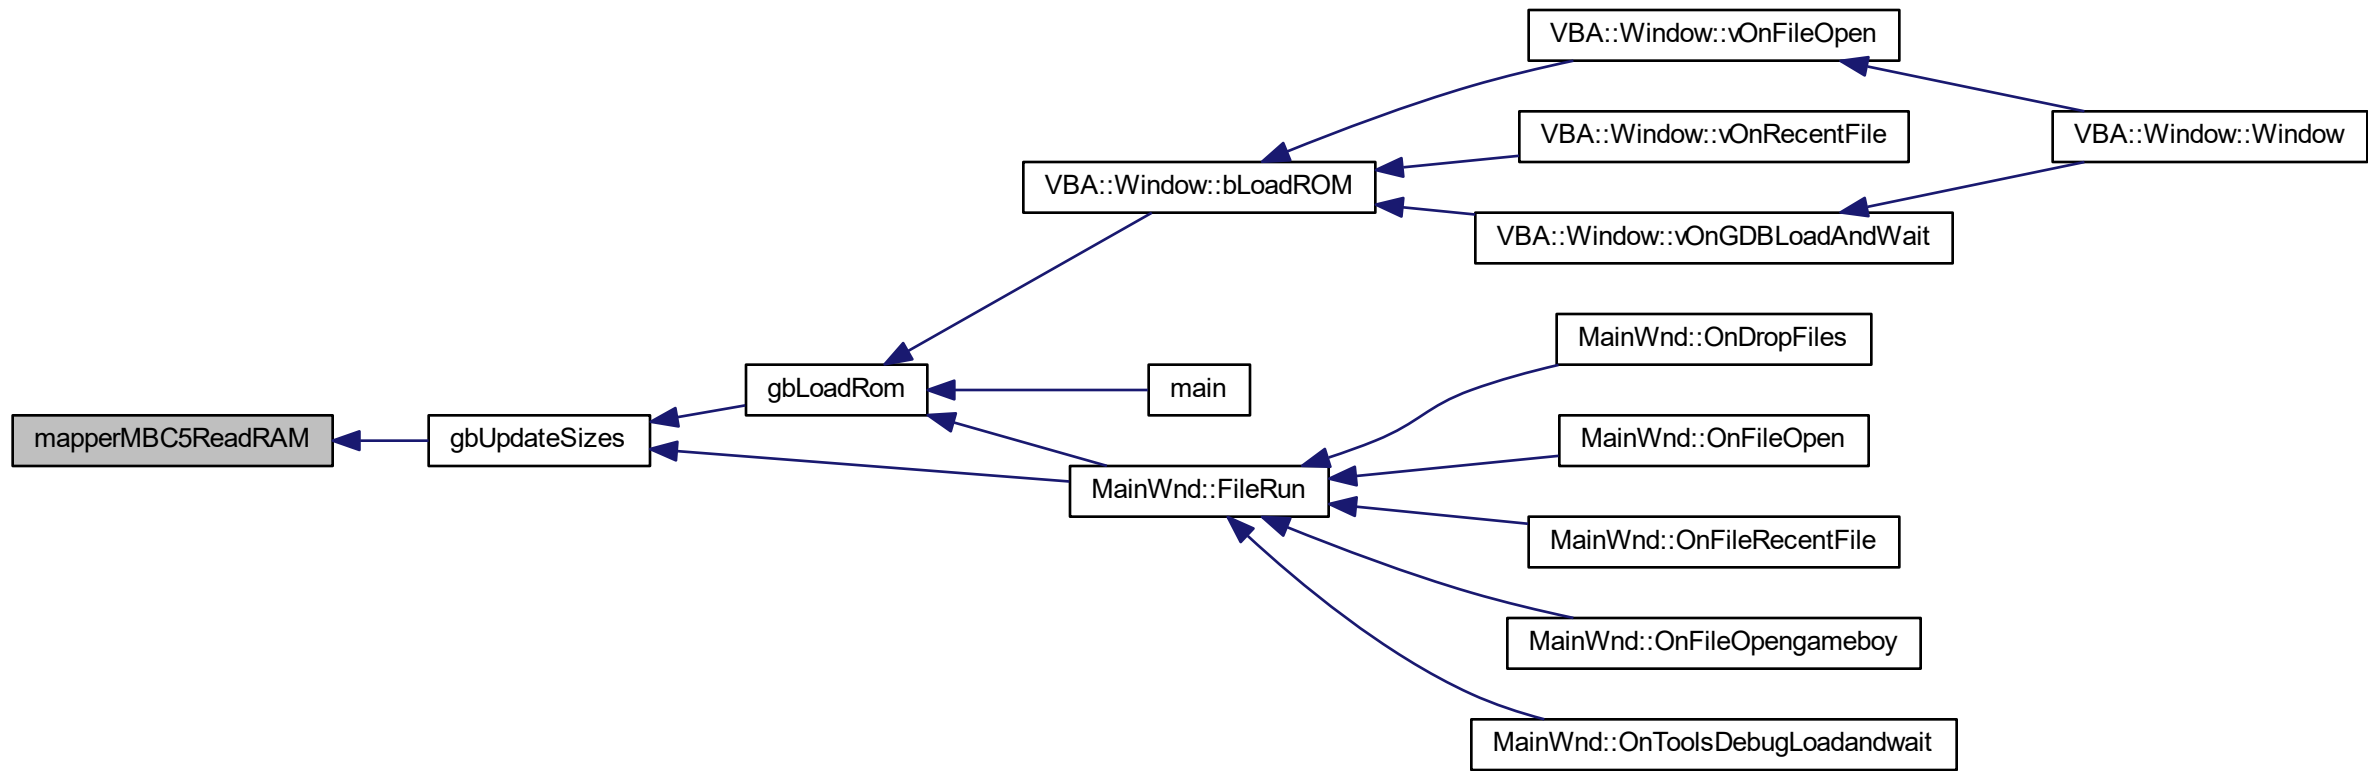 VBA::Window::vOnFileOpen
VBA::Window::vOnRecentFile
VBA::Window::Window
VBA::Window::bLoadROM
VBA::Window::vOnGDBLoadAndWait
MainWnd::OnDropFiles
gbLoadRom
main
mapperMBC5ReadRAM
gbUpdateSizes
MainWnd::OnFileOpen
MainWnd::FileRun
MainWnd::OnFileRecentFile
MainWnd::OnFileOpengameboy
MainWnd::OnToolsDebugLoadandwait